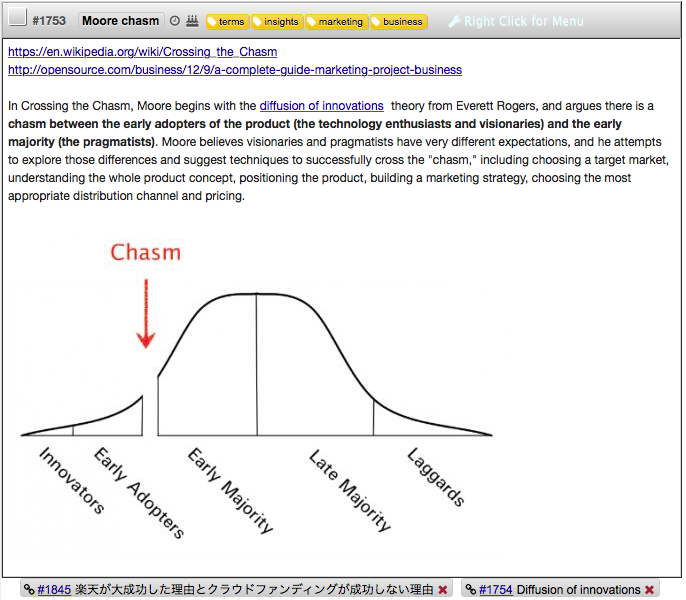 #1753 Moore chasm terms insights marketing business Right Click for Menu
https://en.wikipedia.org/wiki/Crossing_the_Chasm
http://opensource.com/business/12/9/a-complete-guide-marketing-project-business
In Crossing the Chasm, Moore begins with the diffusion of innovations theory from Everett Rogers, and argues there is a
chasm between the early adopters of the product (the technology enthusiasts and visionaries) and the early
majority (the pragmatists). Moore believes visionaries and pragmatists have very different expectations, and he attempts
to explore those differences and suggest techniques to successfully cross the "chasm," including choosing a target market,
understanding the whole product concept, positioning the product, building a marketing strategy, choosing the most
appropriate distribution channel and pricing.
Chasm
Innovators
Early Adopters
Early Majority
Late Majority
Laggards
#1845 楽天が大成功した理由とクラウドファンディングが成功しない理由 #1754 Diffusion of innovations